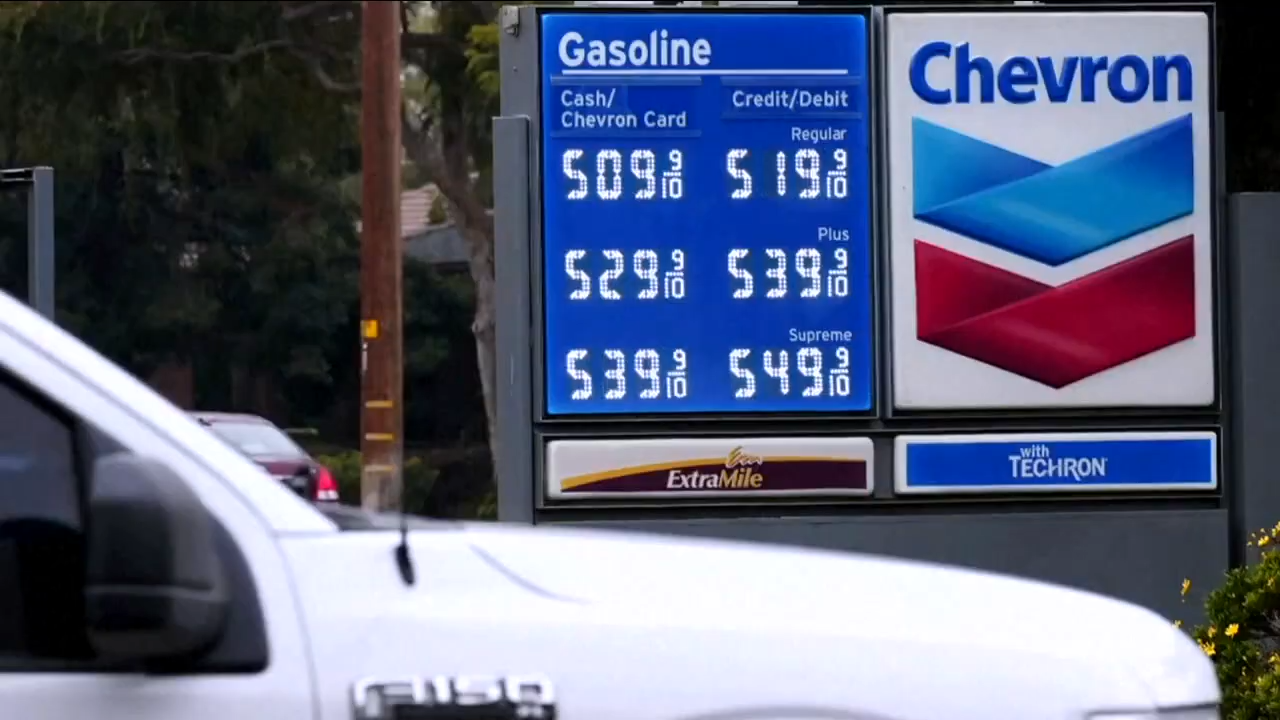 Gasoline
Cash/
Chevron Card
Credit/Debit
Regular
509 9/10
519 9/10
Plus
529 9/10
539 9/10
Supreme
539 9/10
549 9/10
Chevron
ExtraMile
with
TECHRON
F150